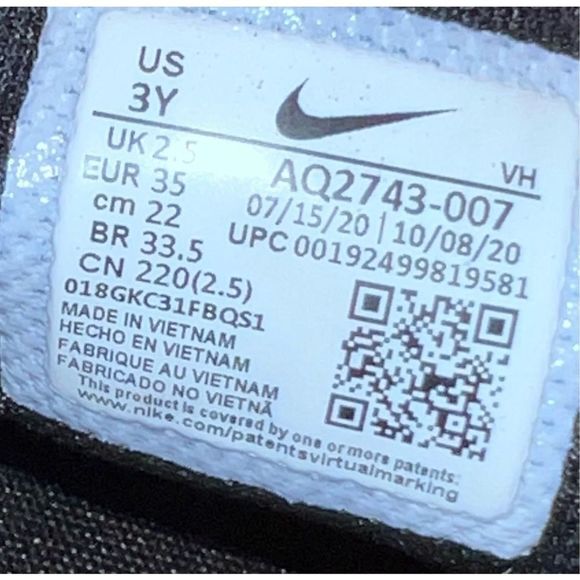 US
3Y
VH
UK 2.5
EUR 35
cm 22
BR 33.5
CN 220(2.5)
018GKC31FBQS1
AQ2743-007
07/15/20 | 10/08/20
UPC 00192499819581
MADE IN VIETNAM
HECHO EN VIETNAM
FABRIQUE AU VIETNAM
FABRICADO NO VIETNÃ
This product is covered by one or more patents:
www.nike.com/patentsvirtualmarking